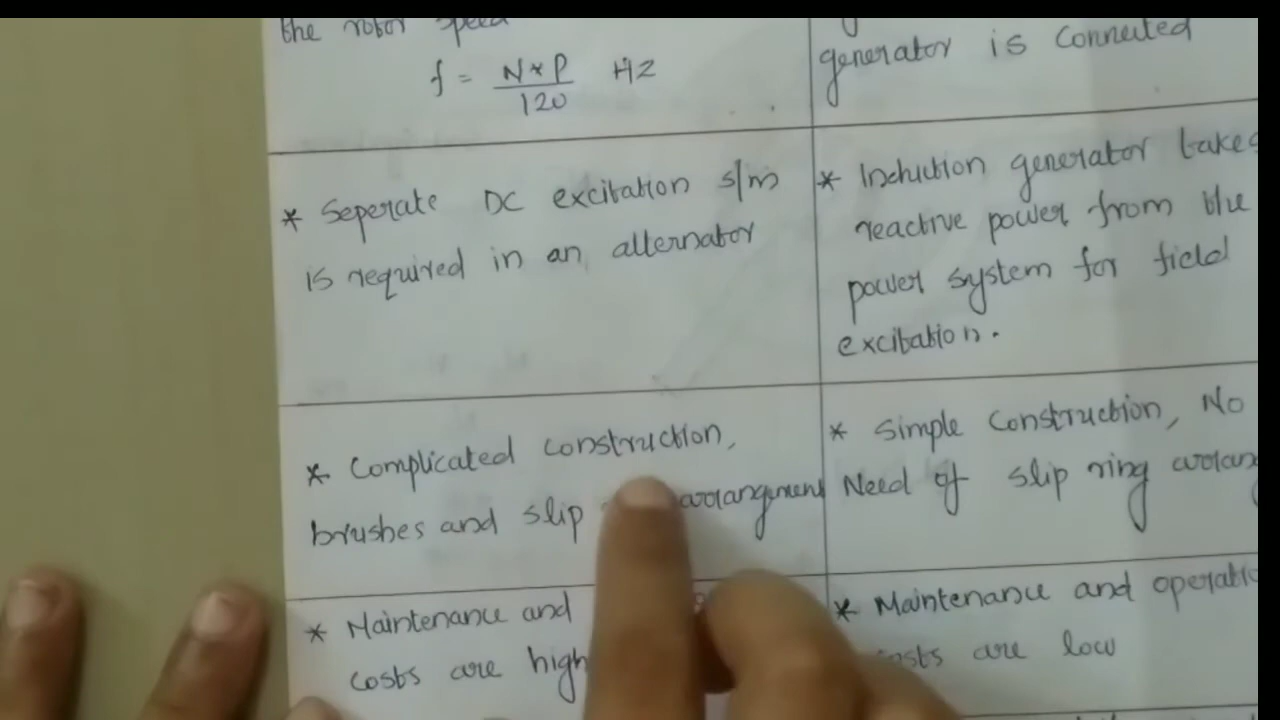 the rotor speed
f = N*P / 120 Hz
* Seperate DC excitation s/m
is required in an alternator
* Complicated construction,
brushes and slip arrangement
* Maintenance and
costs are high
generator is connected
* Induction generator takes
reactive power from the
power system for field
excitation.
* Simple Construction, No
Need of slip ring
* Maintenance and
costs are low